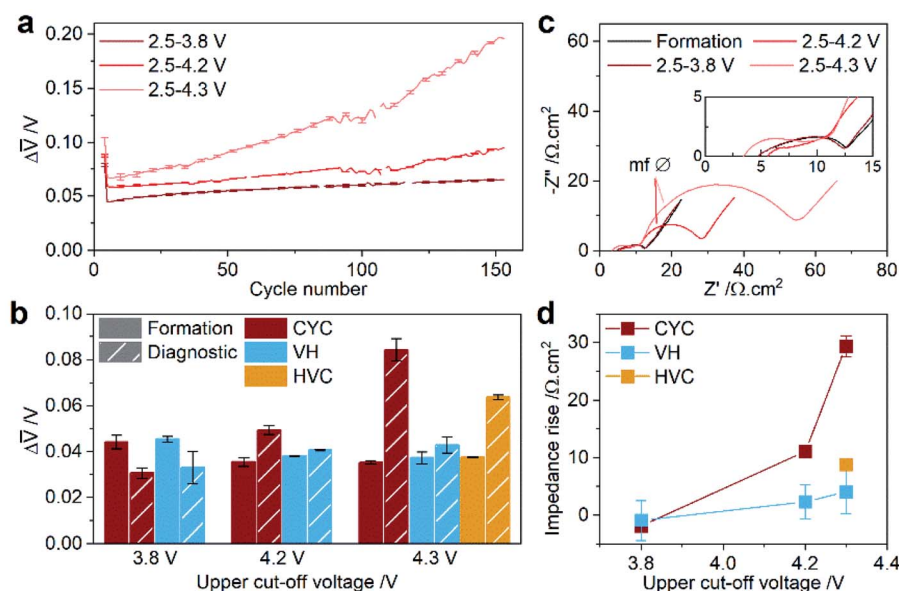 a
0.20
0.15
0.10
0.05
0.00
ΔV̅ /V
2.5-3.8 V
2.5-4.2 V
2.5-4.3 V
0
50
100
150
Cycle number
c
60
40
20
0
-Z'' /Ω.cm²
Formation
2.5-3.8 V
2.5-4.2 V
2.5-4.3 V
5
0
0
5
10
15
mf ∅
0
20
40
60
80
Z' /Ω.cm²
b
0.10
0.08
0.06
0.04
0.02
0.00
ΔV̅ /V
Formation
Diagnostic
CYC
VH
HVC
3.8 V
4.2 V
4.3 V
Upper cut-off voltage /V
d
30
20
10
0
Impedance rise /Ω.cm²
CYC
VH
HVC
3.8
4.0
4.2
4.4
Upper cut-off voltage /V